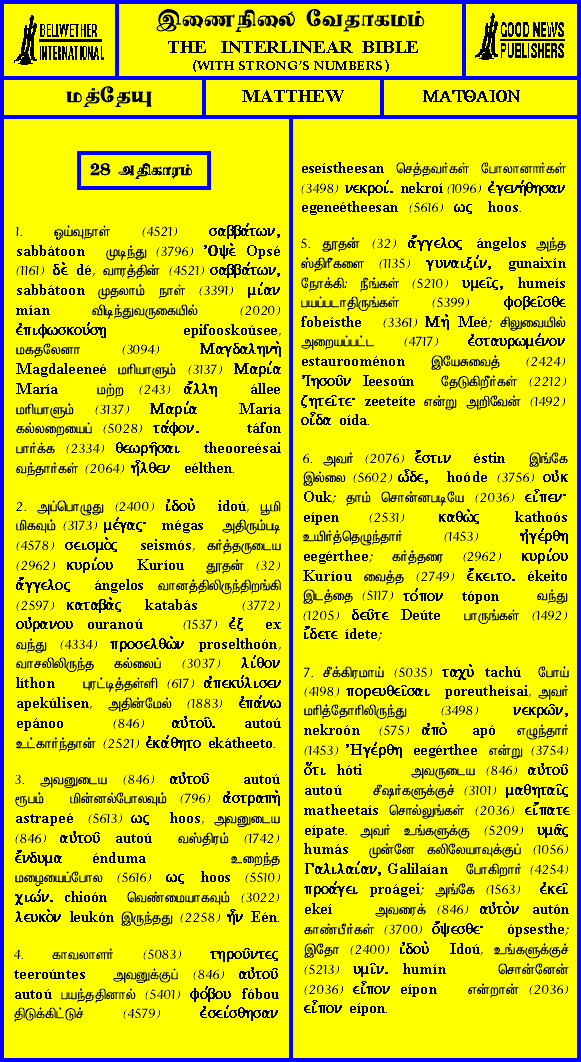 BELLWETHER
INTERNATIONAL
இணைநிலை வேதாகமம்
THE INTERLINEAR BIBLE
(WITH STRONG'S NUMBERS)
GOOD NEWS
PUBLISHERS
மத்தேயு
MATTHEW
ΜΑΤΘΑΙΟΝ
28 அதிகாரம்
1. ஓய்வுநாள் (4521) σαββάτων,
sabbátoon முடிந்து (3796) Ὀψὲ Opsé
(1161) δὲ dé, வாரத்தின் (4521) σαββάτων,
sabbátoon முதலாம் நாள் (3391) μίαν
mían விடிந்துவருகையில் (2020)
ἐπιφωσκούσῃ epifooskoúsee,
மகதலேனா (3094) Μαγδαληνὴ
Magdaleeneé மரியாளும் (3137) Μαρία
María மற்ற (243) ἄλλη állee
மரியாளும் (3137) Μαρία María
கல்லறையைப் (5028) τάφον. táfon
பார்க்க (2334) θεωρῆσαι theooreésai
வந்தார்கள் (2064) ἦλθεν eélthen.
2. அப்பொழுது (2400) ἰδοὺ idoú, பூமி
மிகவும் (3173) μέγας· mégas அதிரும்படி
(4578) σεισμὸς seismós, கர்த்தருடைய
(2962) κυρίου Kuríou தூதன் (32)
ἄγγελος ángelos வானத்திலிருந்திறங்கி
(2597) καταβὰς katabás (3772)
οὐρανου ouranoú (1537) ἐξ ex
வந்து (4334) προσελθὼν proselthoón,
வாசலிலிருந்த கல்லைப் (3037) λίθον
líthon புரட்டித்தள்ளி (617) ἀπεκύλισεν
apekúlisen, அதின்மேல் (1883) ἐπάνω
epánoo (846) αὐτοῦ. autoú
உட்கார்ந்தான் (2521) ἐκάθητο ekátheeto.
3. அவனுடைய (846) αὐτοῦ autoú
ரூபம் மின்னல்போலவும் (796) ἀστραπὴ
astrapeé (5613) ως hoos, அவனுடைய
(846) αὐτοῦ autoú வஸ்திரம் (1742)
ἔνδυμα énduma உறைந்த
மழையைப்போல (5616) ως hoos (5510)
χιών. chioón வெண்மையாகவும் (3022)
λευκὸν leukón இருந்தது (2258) ἦν Eén.
4. காவலாளர் (5083) τηροῦντες
teeroúntes அவனுக்குப் (846) αὐτοῦ
autoú பயந்ததினால் (5401) φόβου fóbou
திடுக்கிட்டுச் (4579) ἐσείσθησαν
eseístheesan செத்தவர்கள் போலானார்கள்
(3498) νεκροί. nekroí (1096) ἐγενήθησαν
egeneétheesan (5616) ως hoos.
5. தூதன் (32) ἄγγελος ángelos அந்த
ஸ்திரீகளை (1135) γυναιξίν, gunaixín
நோக்கி: நீங்கள் (5210) υμεῖς, humeís
பயப்படாதிருங்கள் (5399) φοβεῖσθε
fobeísthe (3361) Μὴ Meé; சிலுவையில்
அறையப்பட்ட (4717) ἐσταυρωμένον
estaurooménon இயேசுவைத் (2424)
Ἰησοῦν Ieesoún தேடுகிறீர்கள் (2212)
ζητεῖτε· zeeteíte என்று அறிவேன் (1492)
οἶδα oída.
6. அவர் (2076) ἔστιν éstin இங்கே
இல்லை (5602) ὧδε, hoóde (3756) οὐκ
Ouk; தாம் சொன்னபடியே (2036) εἶπεν·
eípen (2531) καθὼς kathoós
உயிர்த்தெழுந்தார் (1453) ἠγέρθη
eegérthee; கர்த்தரை (2962) κυρίου
Kuríou வைத்த (2749) ἔκειτο. ékeito
இடத்தை (5117) τόπον tópon வந்து
(1205) δεῦτε Deúte பாருங்கள் (1492)
ἴδετε ídete;
7. சீக்கிரமாய் (5035) ταχὺ tachú போய்
(4198) πορευθεῖσαι poreutheísai, அவர்
மரித்தோரிலிருந்து (3498) νεκρῶν,
nekroón (575) ἀπὸ apó எழுந்தார்
(1453) Ἠγέρθη eegérthee என்று (3754)
ὅτι hóti அவருடைய (846) αὐτοῦ
autoú சீஷர்களுக்குச் (3101) μαθηταῖς
matheetaís சொல்லுங்கள் (2036) εἴπατε
eípate. அவர் உங்களுக்கு (5209) υμᾶς
humás முன்னே கலிலேயாவுக்குப் (1056)
Γαλιλαίαν, Galilaían போகிறார் (4254)
προάγει proágei; அங்கே (1563) ἐκεῖ
ekeí அவரைக் (846) αὐτὸν autón
காண்பீர்கள் (3700) ὄψεσθε· ópsesthe;
இதோ (2400) ἰδοὺ Idoú, உங்களுக்குச்
(5213) υμῖν. humín சொன்னேன்
(2036) εἶπον eípon என்றான் (2036)
εἶπον eípon.